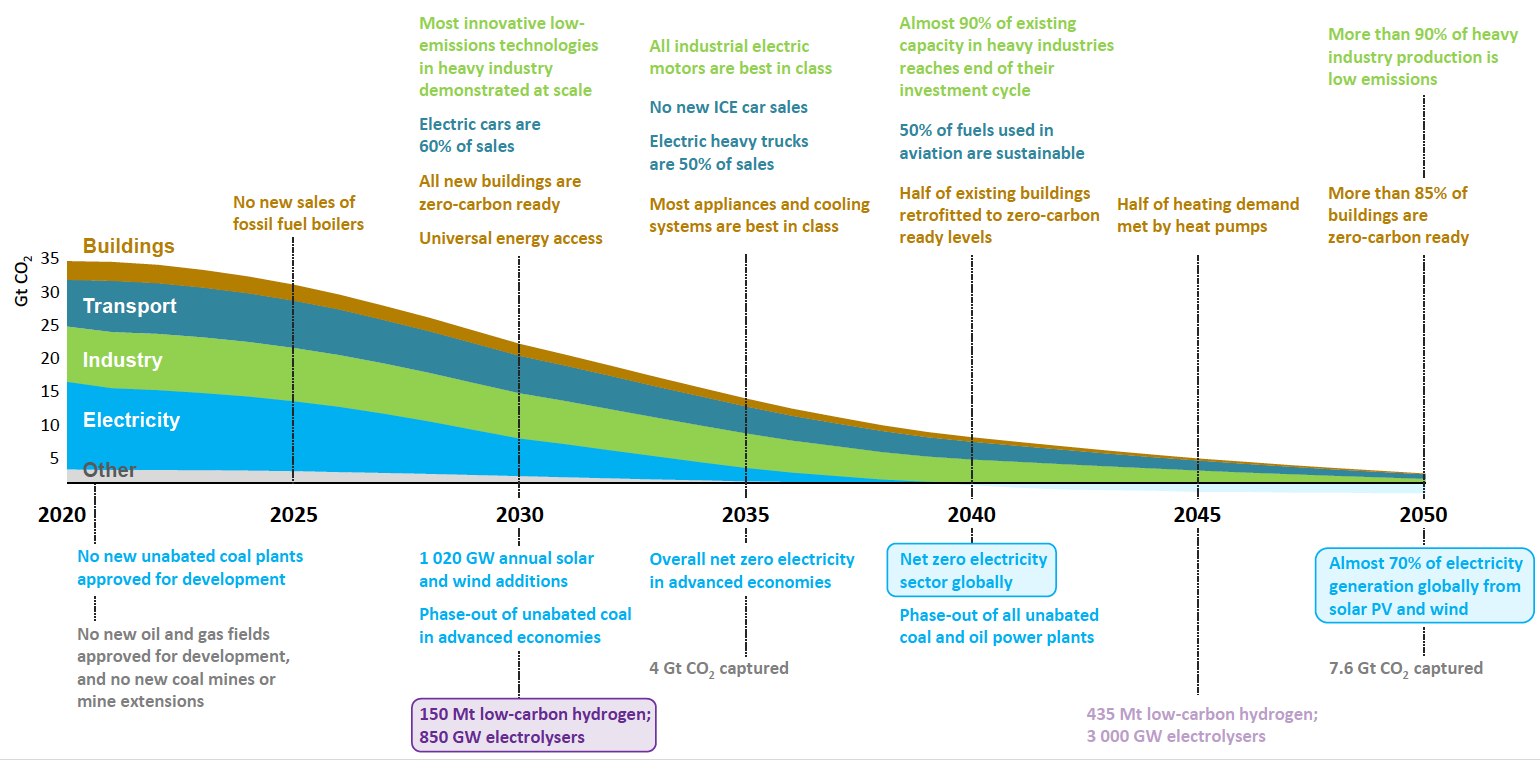 Most innovative low-
emissions technologies
in heavy industry
demonstrated at scale
Electric cars are
60% of sales
All new buildings are
zero-carbon ready
Universal energy access
All industrial electric
motors are best in class
No new ICE car sales
Electric heavy trucks
are 50% of sales
Most appliances and cooling
systems are best in class
Almost 90% of existing
capacity in heavy industries
reaches end of their
investment cycle
50% of fuels used in
aviation are sustainable
Half of existing buildings
retrofitted to zero-carbon
ready levels
More than 90% of heavy
industry production is
low emissions
More than 85% of
buildings are
zero-carbon ready
No new sales of
fossil fuel boilers
Half of heating demand
met by heat pumps
Gt CO2
35
30
25
20
15
10
5
Buildings
Transport
Industry
Electricity
Other
2020
2025
2030
2035
2040
2045
2050
No new unabated coal plants
approved for development
No new oil and gas fields
approved for development,
and no new coal mines or
mine extensions
1 020 GW annual solar
and wind additions
Phase-out of unabated coal
in advanced economies
150 Mt low-carbon hydrogen;
850 GW electrolysers
Overall net zero electricity
in advanced economies
4 Gt CO2 captured
Net zero electricity
sector globally
Phase-out of all unabated
coal and oil power plants
435 Mt low-carbon hydrogen;
3 000 GW electrolysers
Almost 70% of electricity
generation globally from
solar PV and wind
7.6 Gt CO2 captured